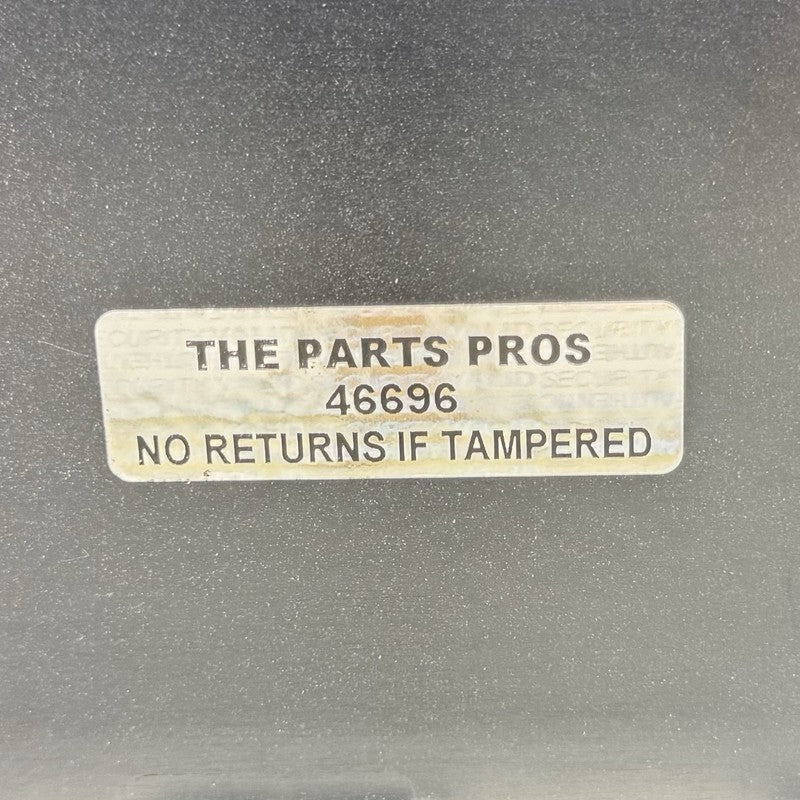 THE PARTS PROS
46696
NO RETURNS IF TAMPERED